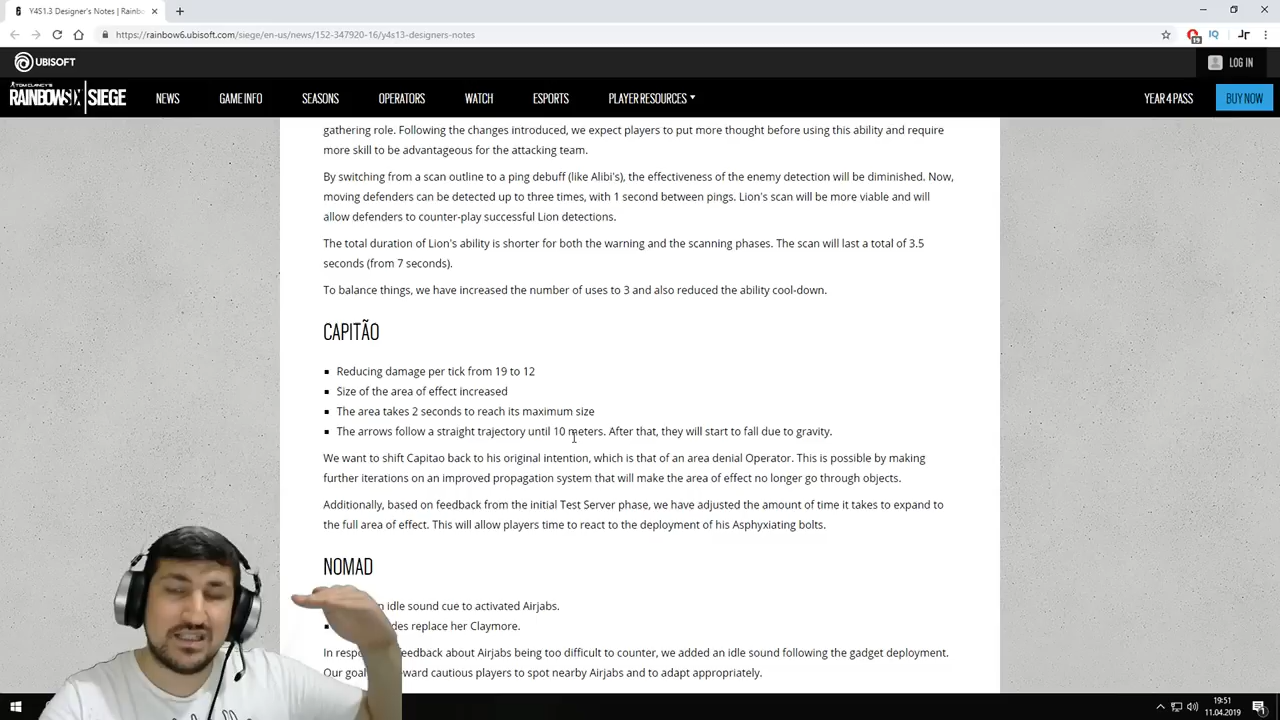 Y4S1.3 Designer's Notes | Rainbo
https://rainbow6.ubisoft.com/siege/en-us/news/152-347920-16/y4s13-designers-notes
19
IQ
UBISOFT
LOG IN
TOM CLANCY'S
RAINBOWSIX SIEGE
NEWS GAME INFO SEASONS OPERATORS WATCH ESPORTS PLAYER RESOURCES YEAR 4 PASS BUY NOW
gathering role. Following the changes introduced, we expect players to put more thought before using this ability and require
more skill to be advantageous for the attacking team.
By switching from a scan outline to a ping debuff (like Alibi's), the effectiveness of the enemy detection will be diminished. Now,
moving defenders can be detected up to three times, with 1 second between pings. Lion's scan will be more viable and will
allow defenders to counter-play successful Lion detections.
The total duration of Lion's ability is shorter for both the warning and the scanning phases. The scan will last a total of 3.5
seconds (from 7 seconds).
To balance things, we have increased the number of uses to 3 and also reduced the ability cool-down.
CAPITÃO
Reducing damage per tick from 19 to 12
Size of the area of effect increased
The area takes 2 seconds to reach its maximum size
The arrows follow a straight trajectory until 10 meters. After that, they will start to fall due to gravity.
We want to shift Capitao back to his original intention, which is that of an area denial Operator. This is possible by making
further iterations on an improved propagation system that will make the area of effect no longer go through objects.
Additionally, based on feedback from the initial Test Server phase, we have adjusted the amount of time it takes to expand to
the full area of effect. This will allow players time to react to the deployment of his Asphyxiating bolts.
NOMAD
idle sound cue to activated Airjabs.
replace her Claymore.
In feedback about Airjabs being too difficult to counter, we added an idle sound following the gadget deployment.
Our goal cautious players to spot nearby Airjabs and to adapt appropriately.
19:51
11.04.2019